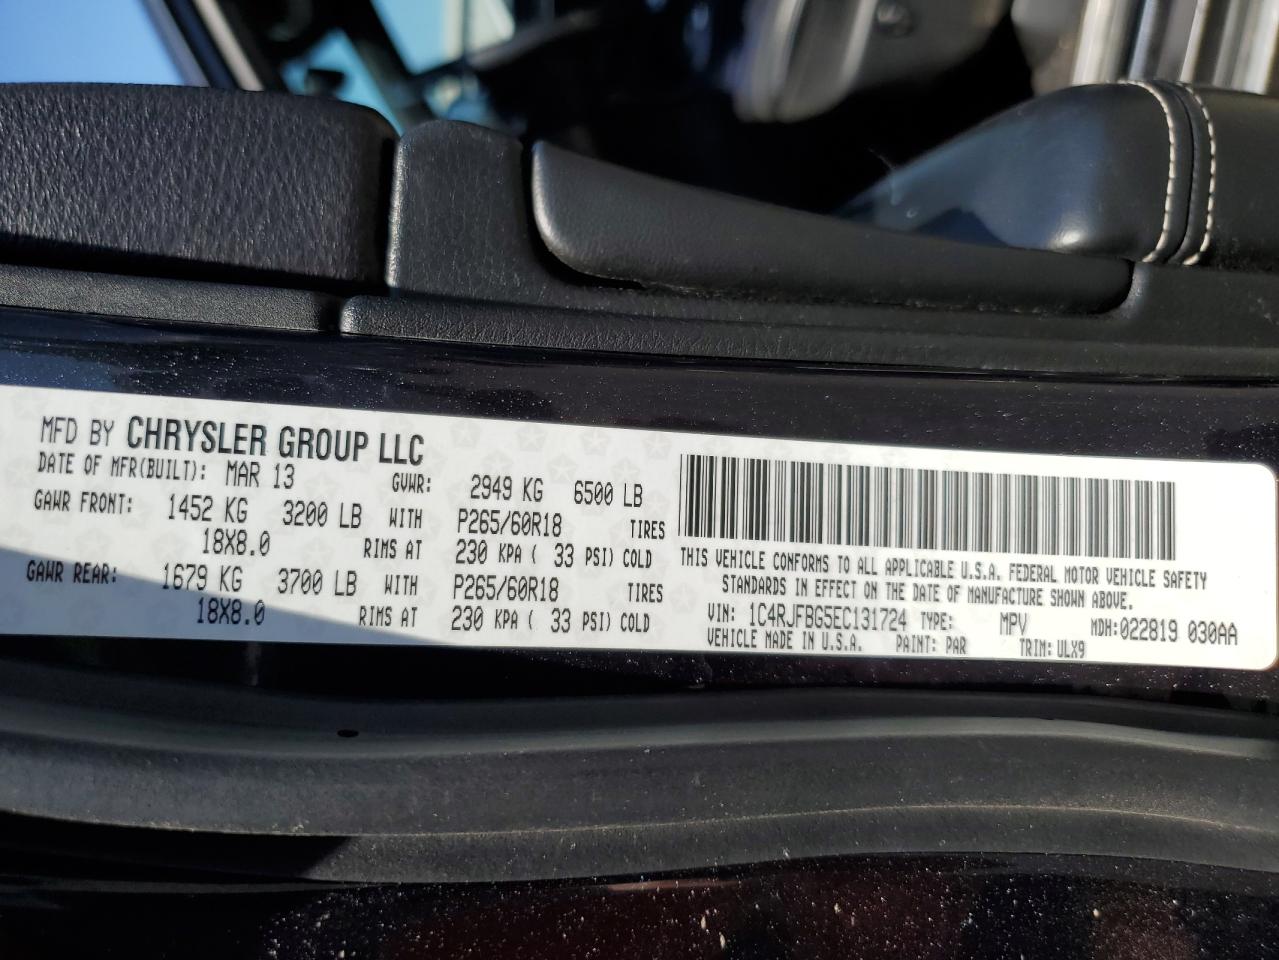 MFD BY CHRYSLER GROUP LLC
DATE OF MFR(BUILT): MAR 13 GVWR: 2949 KG 6500 LB
GAWR FRONT: 1452 KG 3200 LB WITH P265/60R18 TIRES
18X8.0 RIMS AT 230 KPA ( 33 PSI) COLD
GAWR REAR: 1679 KG 3700 LB WITH P265/60R18 TIRES
18X8.0 RIMS AT 230 KPA ( 33 PSI) COLD
THIS VEHICLE CONFORMS TO ALL APPLICABLE U.S.A. FEDERAL MOTOR VEHICLE SAFETY
STANDARDS IN EFFECT ON THE DATE OF MANUFACTURE SHOWN ABOVE.
VIN: 1C4RJFBG5EC131724 TYPE: MPV MDH:022819 030AA
VEHICLE MADE IN U.S.A. PAINT: PAR TRIM: ULX9